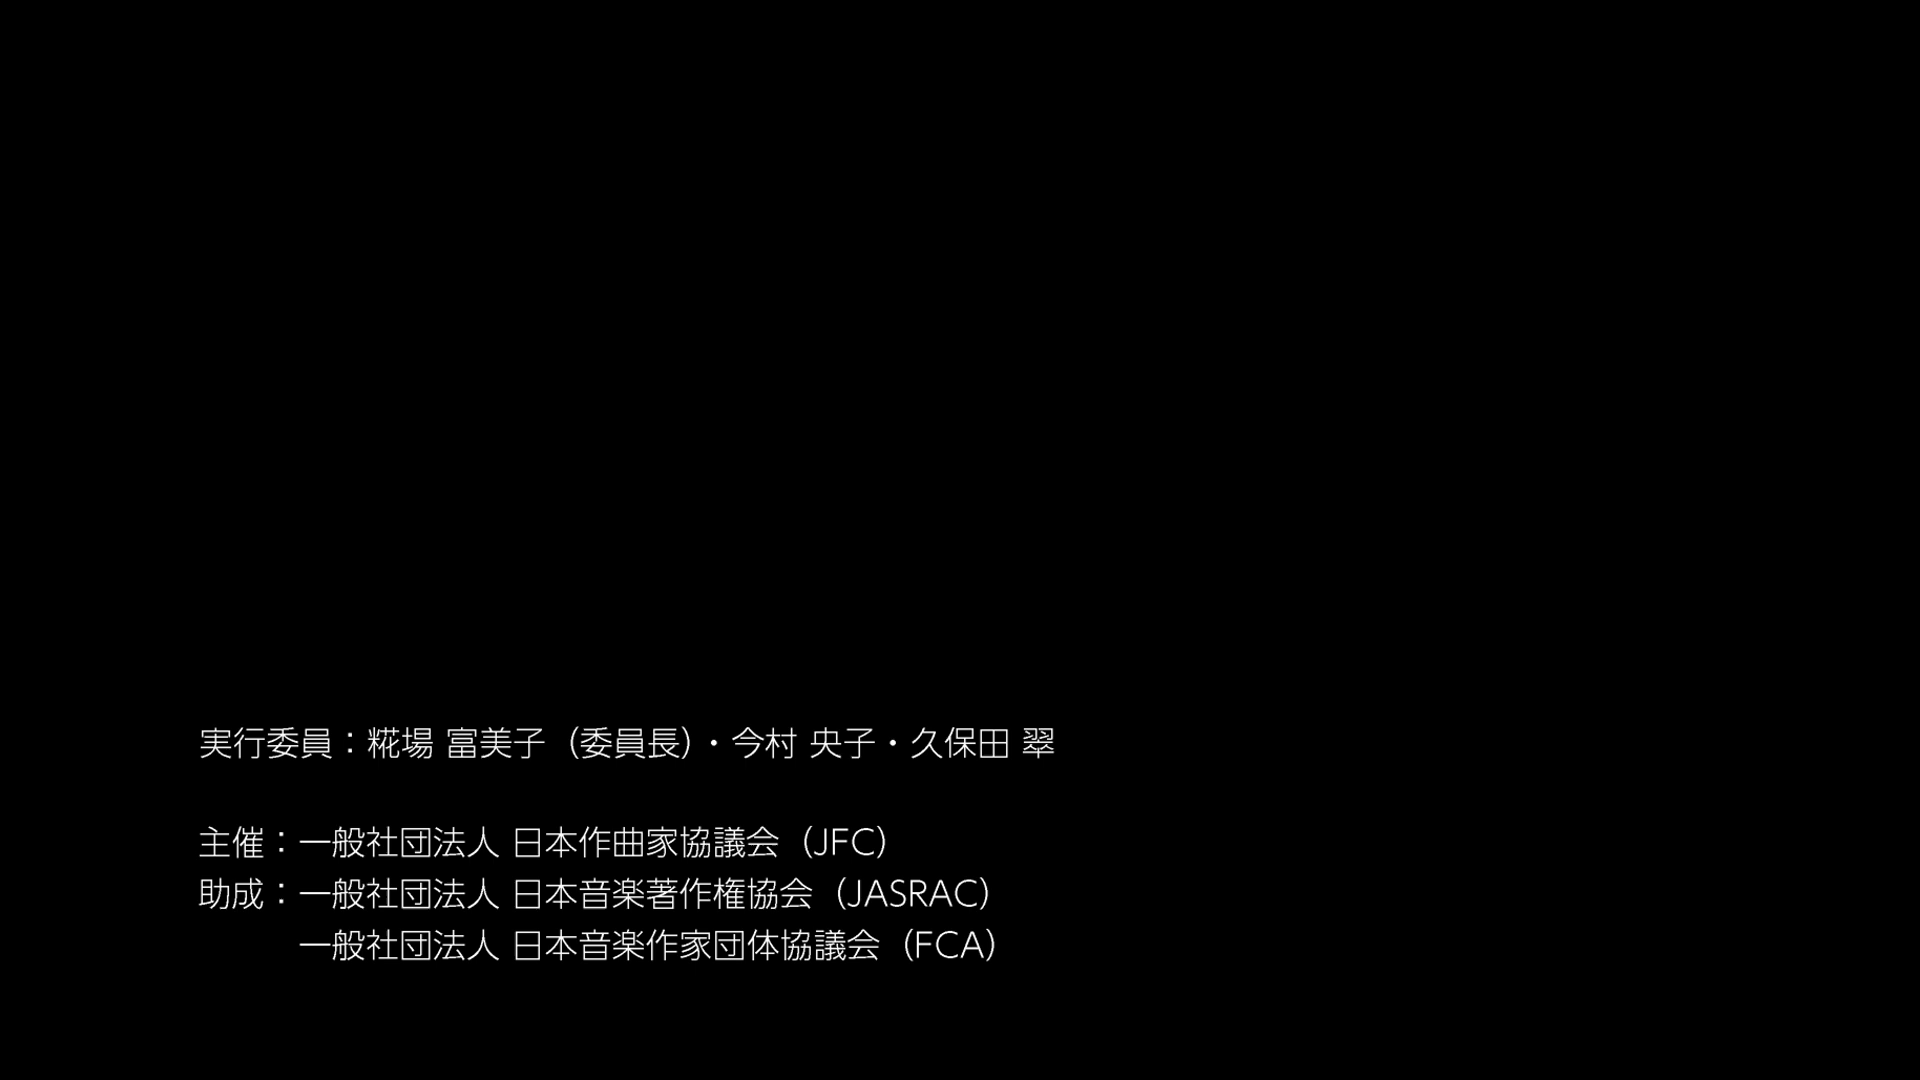 実行委員：糀場 富美子（委員長）・今村 央子・久保田 翠
主催：一般社団法人 日本作曲家協議会（JFC）
助成：一般社団法人 日本音楽著作権協会（JASRAC）
一般社団法人 日本音楽作家団体協議会（FCA）